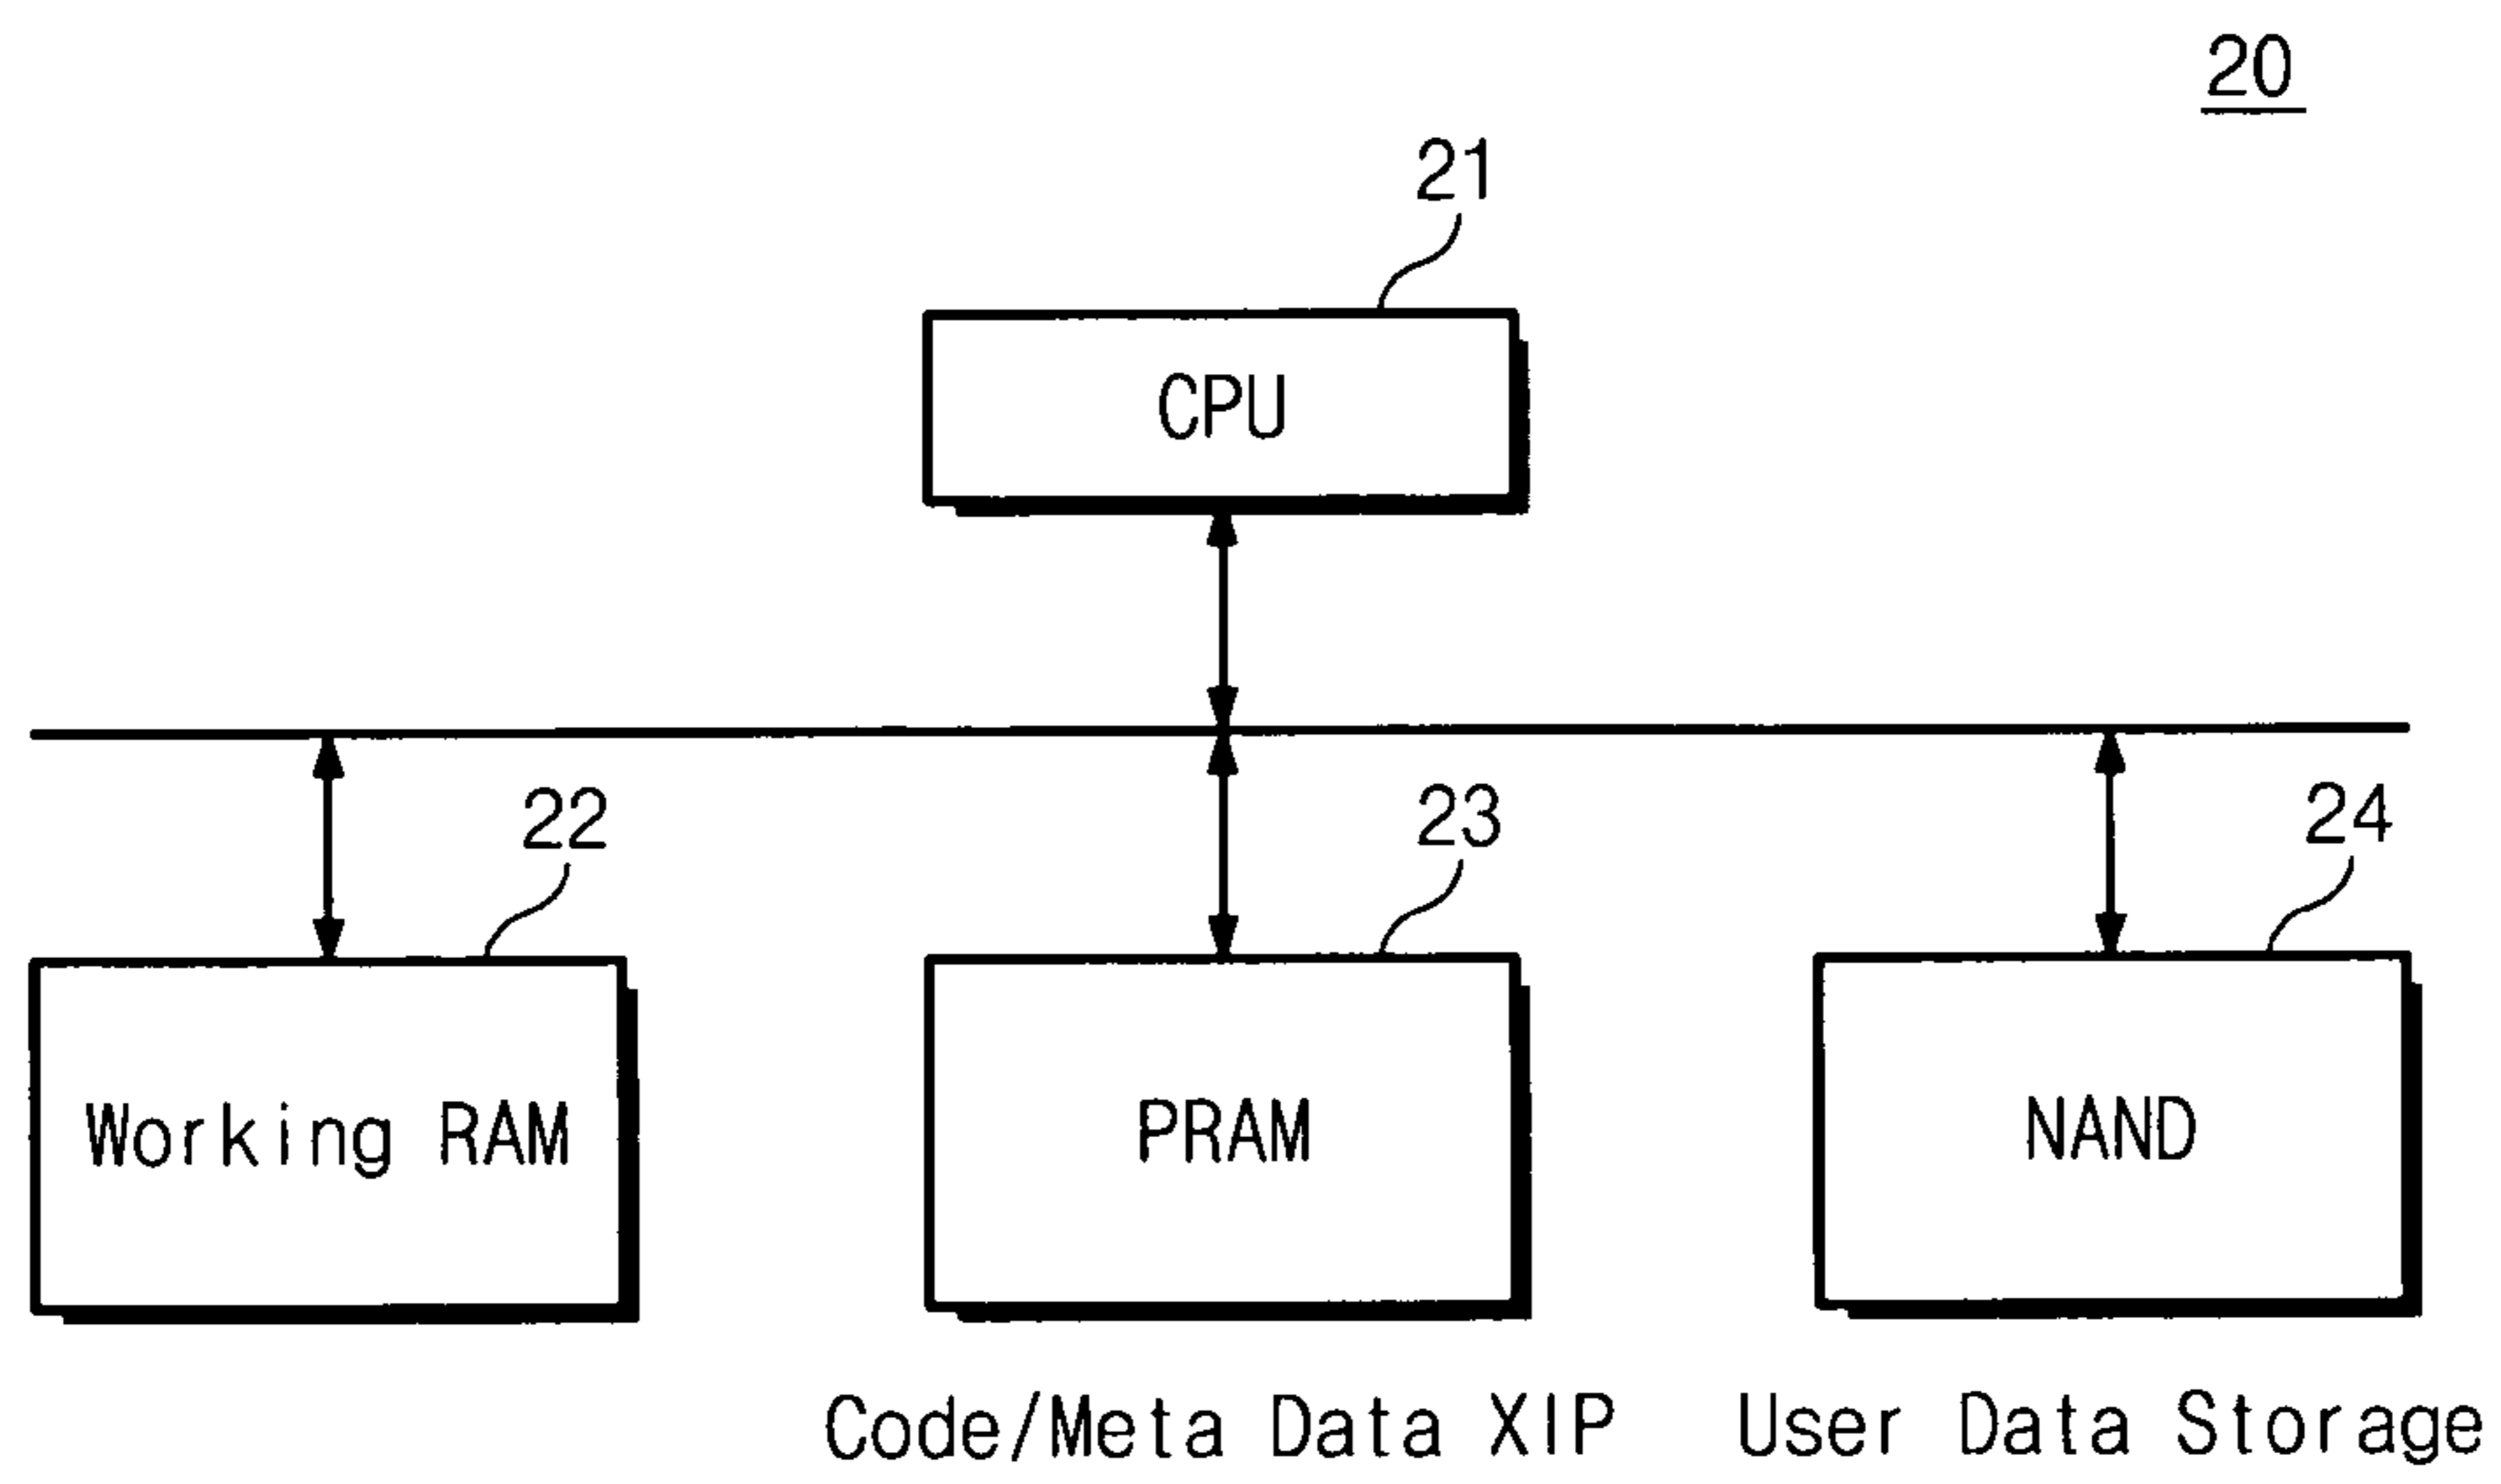 20
21
CPU
22
23
24
Working RAM
PRAM
NAND
Code/Meta Data XIP
User Data Storage